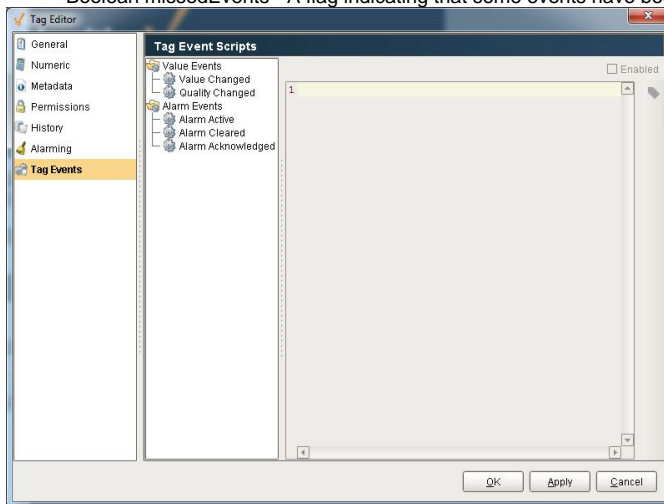 Boolean missedEvents - A flag indicating that some events have be
Tag Editor
General
Numeric
Metadata
Permissions
History
Alarming
Tag Events
Tag Event Scripts
Value Events
Value Changed
Quality Changed
Alarm Events
Alarm Active
Alarm Cleared
Alarm Acknowledged
Enabled
1
OK
Apply
Cancel